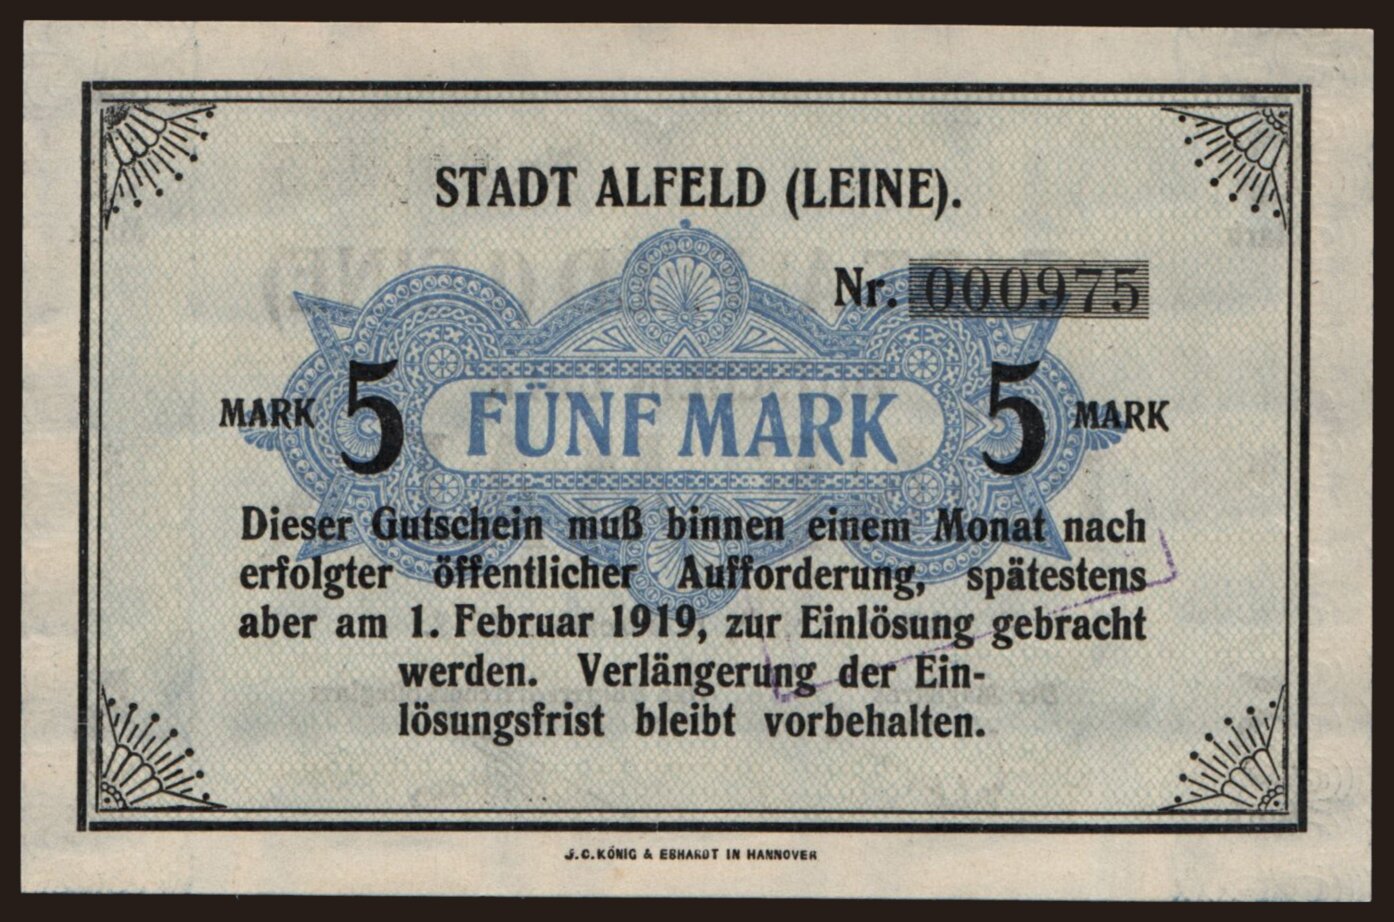 STADT ALFELD (LEINE).
Nr. 000975
MARK 5 FÜNF MARK 5 MARK
Dieser Gutschein muß binnen einem Monat nach
erfolgter öffentlicher Aufforderung, spätestens
aber am 1. Februar 1919, zur Einlösung gebracht
werden. Verlängerung der Ein-
lösungsfrist bleibt vorbehalten.
J.C.KÖNIG & EBHARDT IN HANNOVER